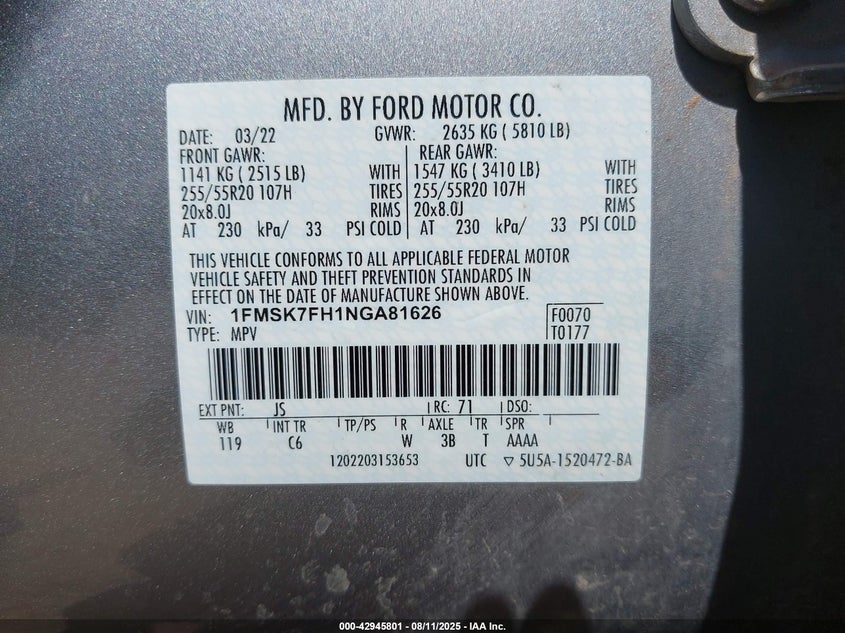 MFD. BY FORD MOTOR CO.
DATE: 03/22 GVWR: 2635 KG ( 5810 LB)
FRONT GAWR: REAR GAWR:
1141 KG ( 2515 LB) WITH 1547 KG ( 3410 LB) WITH
255/55R20 107H TIRES 255/55R20 107H TIRES
20x8.0J RIMS 20x8.0J RIMS
AT 230 kPa/ 33 PSI COLD AT 230 kPa/ 33 PSI COLD
THIS VEHICLE CONFORMS TO ALL APPLICABLE FEDERAL MOTOR
VEHICLE SAFETY AND THEFT PREVENTION STANDARDS IN
EFFECT ON THE DATE OF MANUFACTURE SHOWN ABOVE.
VIN: 1FMSK7FH1NGA81626 F0070
TYPE: MPV T0177
EXT PNT: JS RC: 71 DSO:
WB INT TR TP/PS R AXLE TR SPR
119 C6 W 3B T AAAA
1202203153653 UTC ▽ 5U5A-1520472-BA
000-42945801 - 08/11/2025 - IAA Inc.